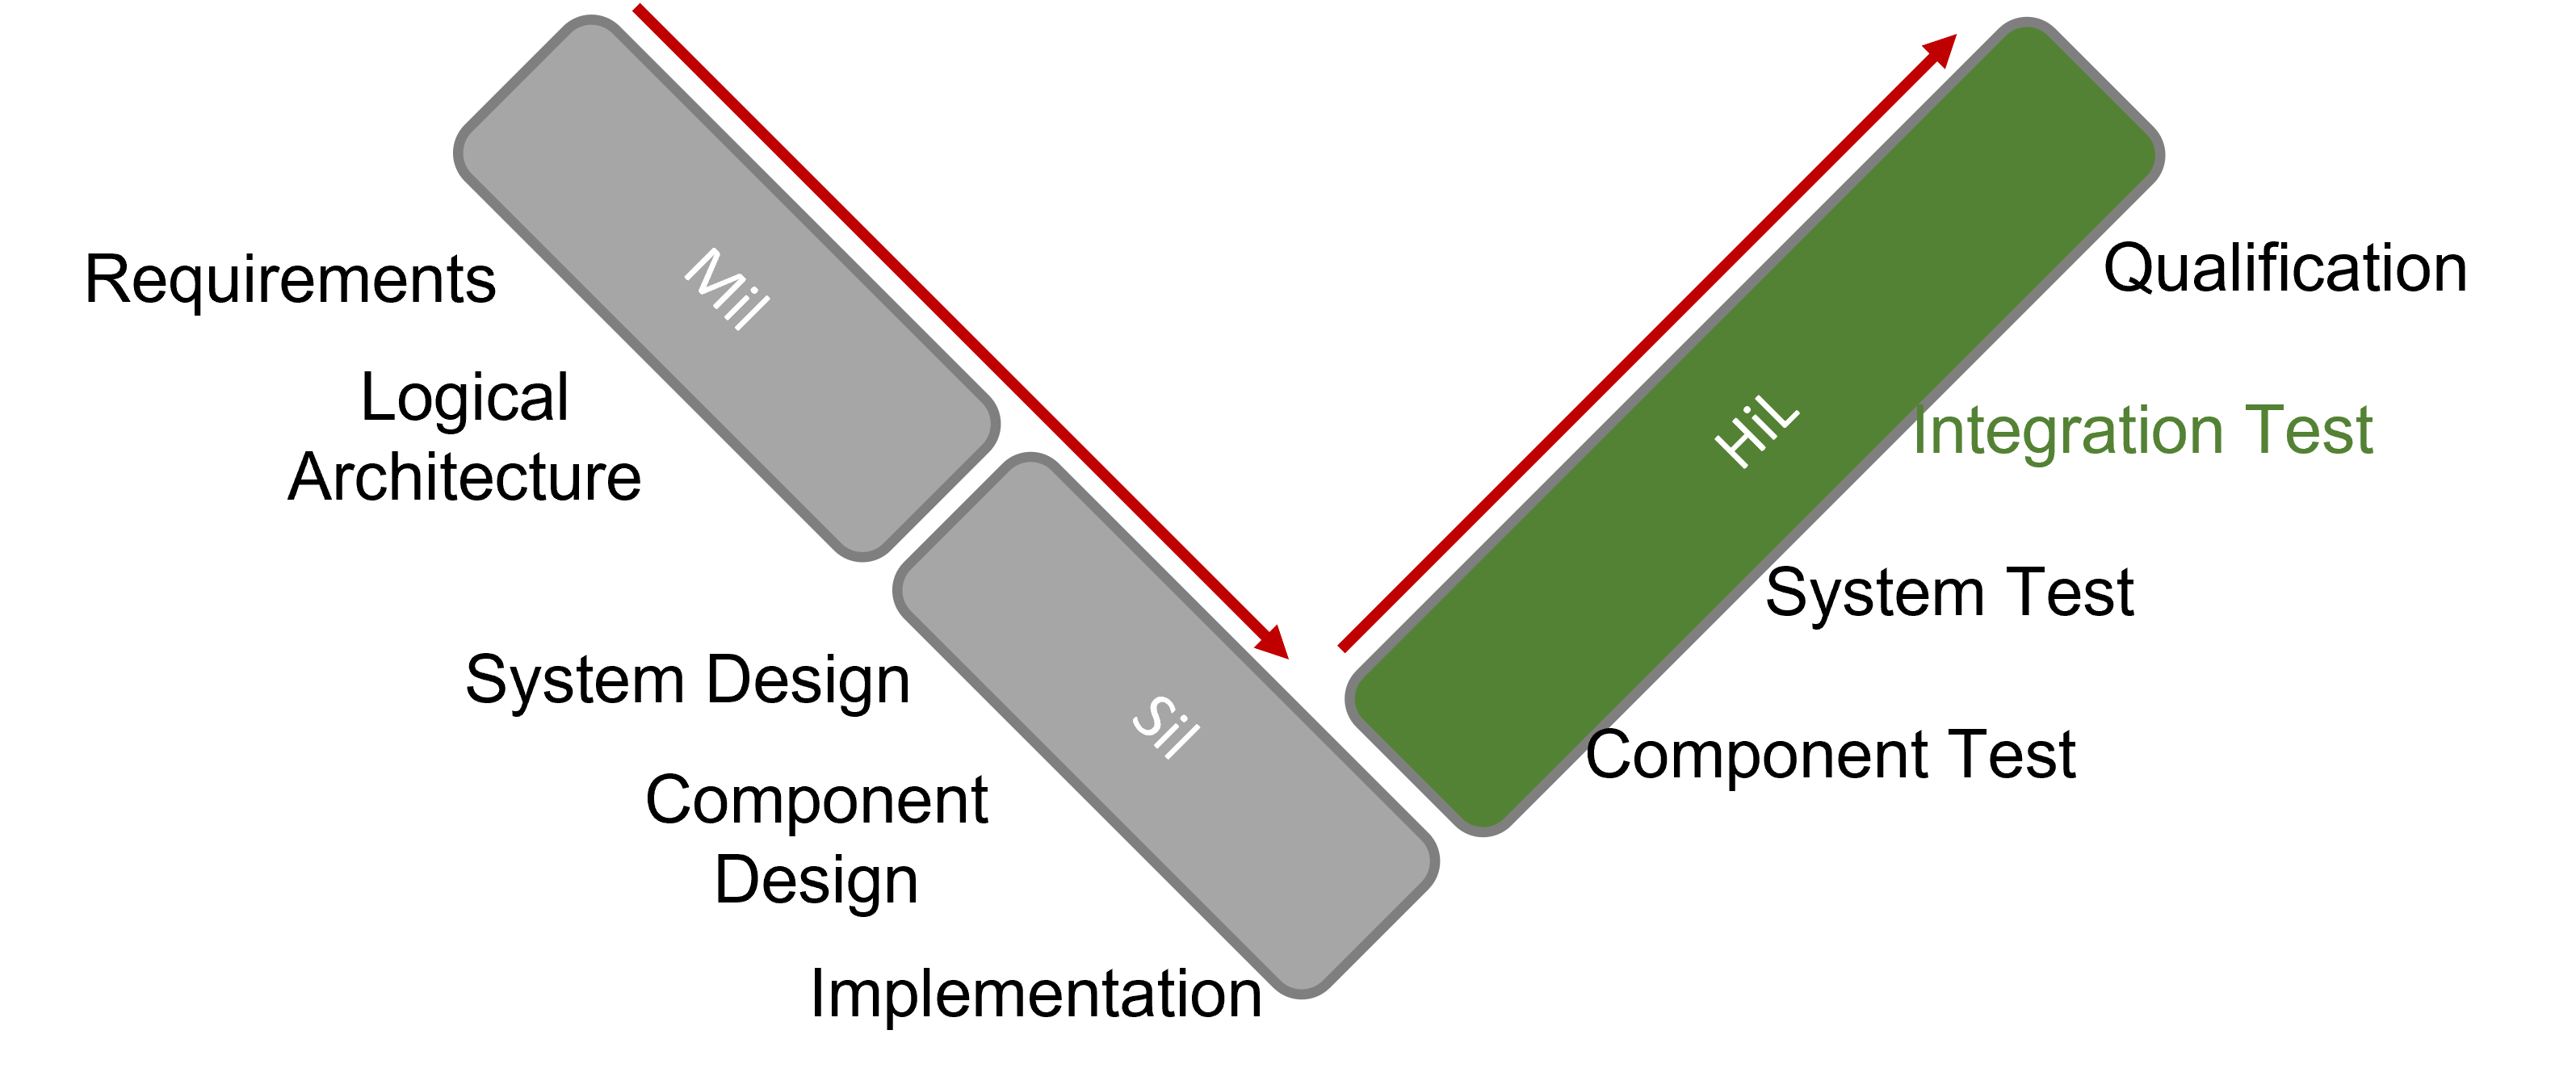 Requirements
Logical
Architecture
System Design
Component
Design
Implementation
Mil
Sil
HiL
Qualification
Integration Test
System Test
Component Test